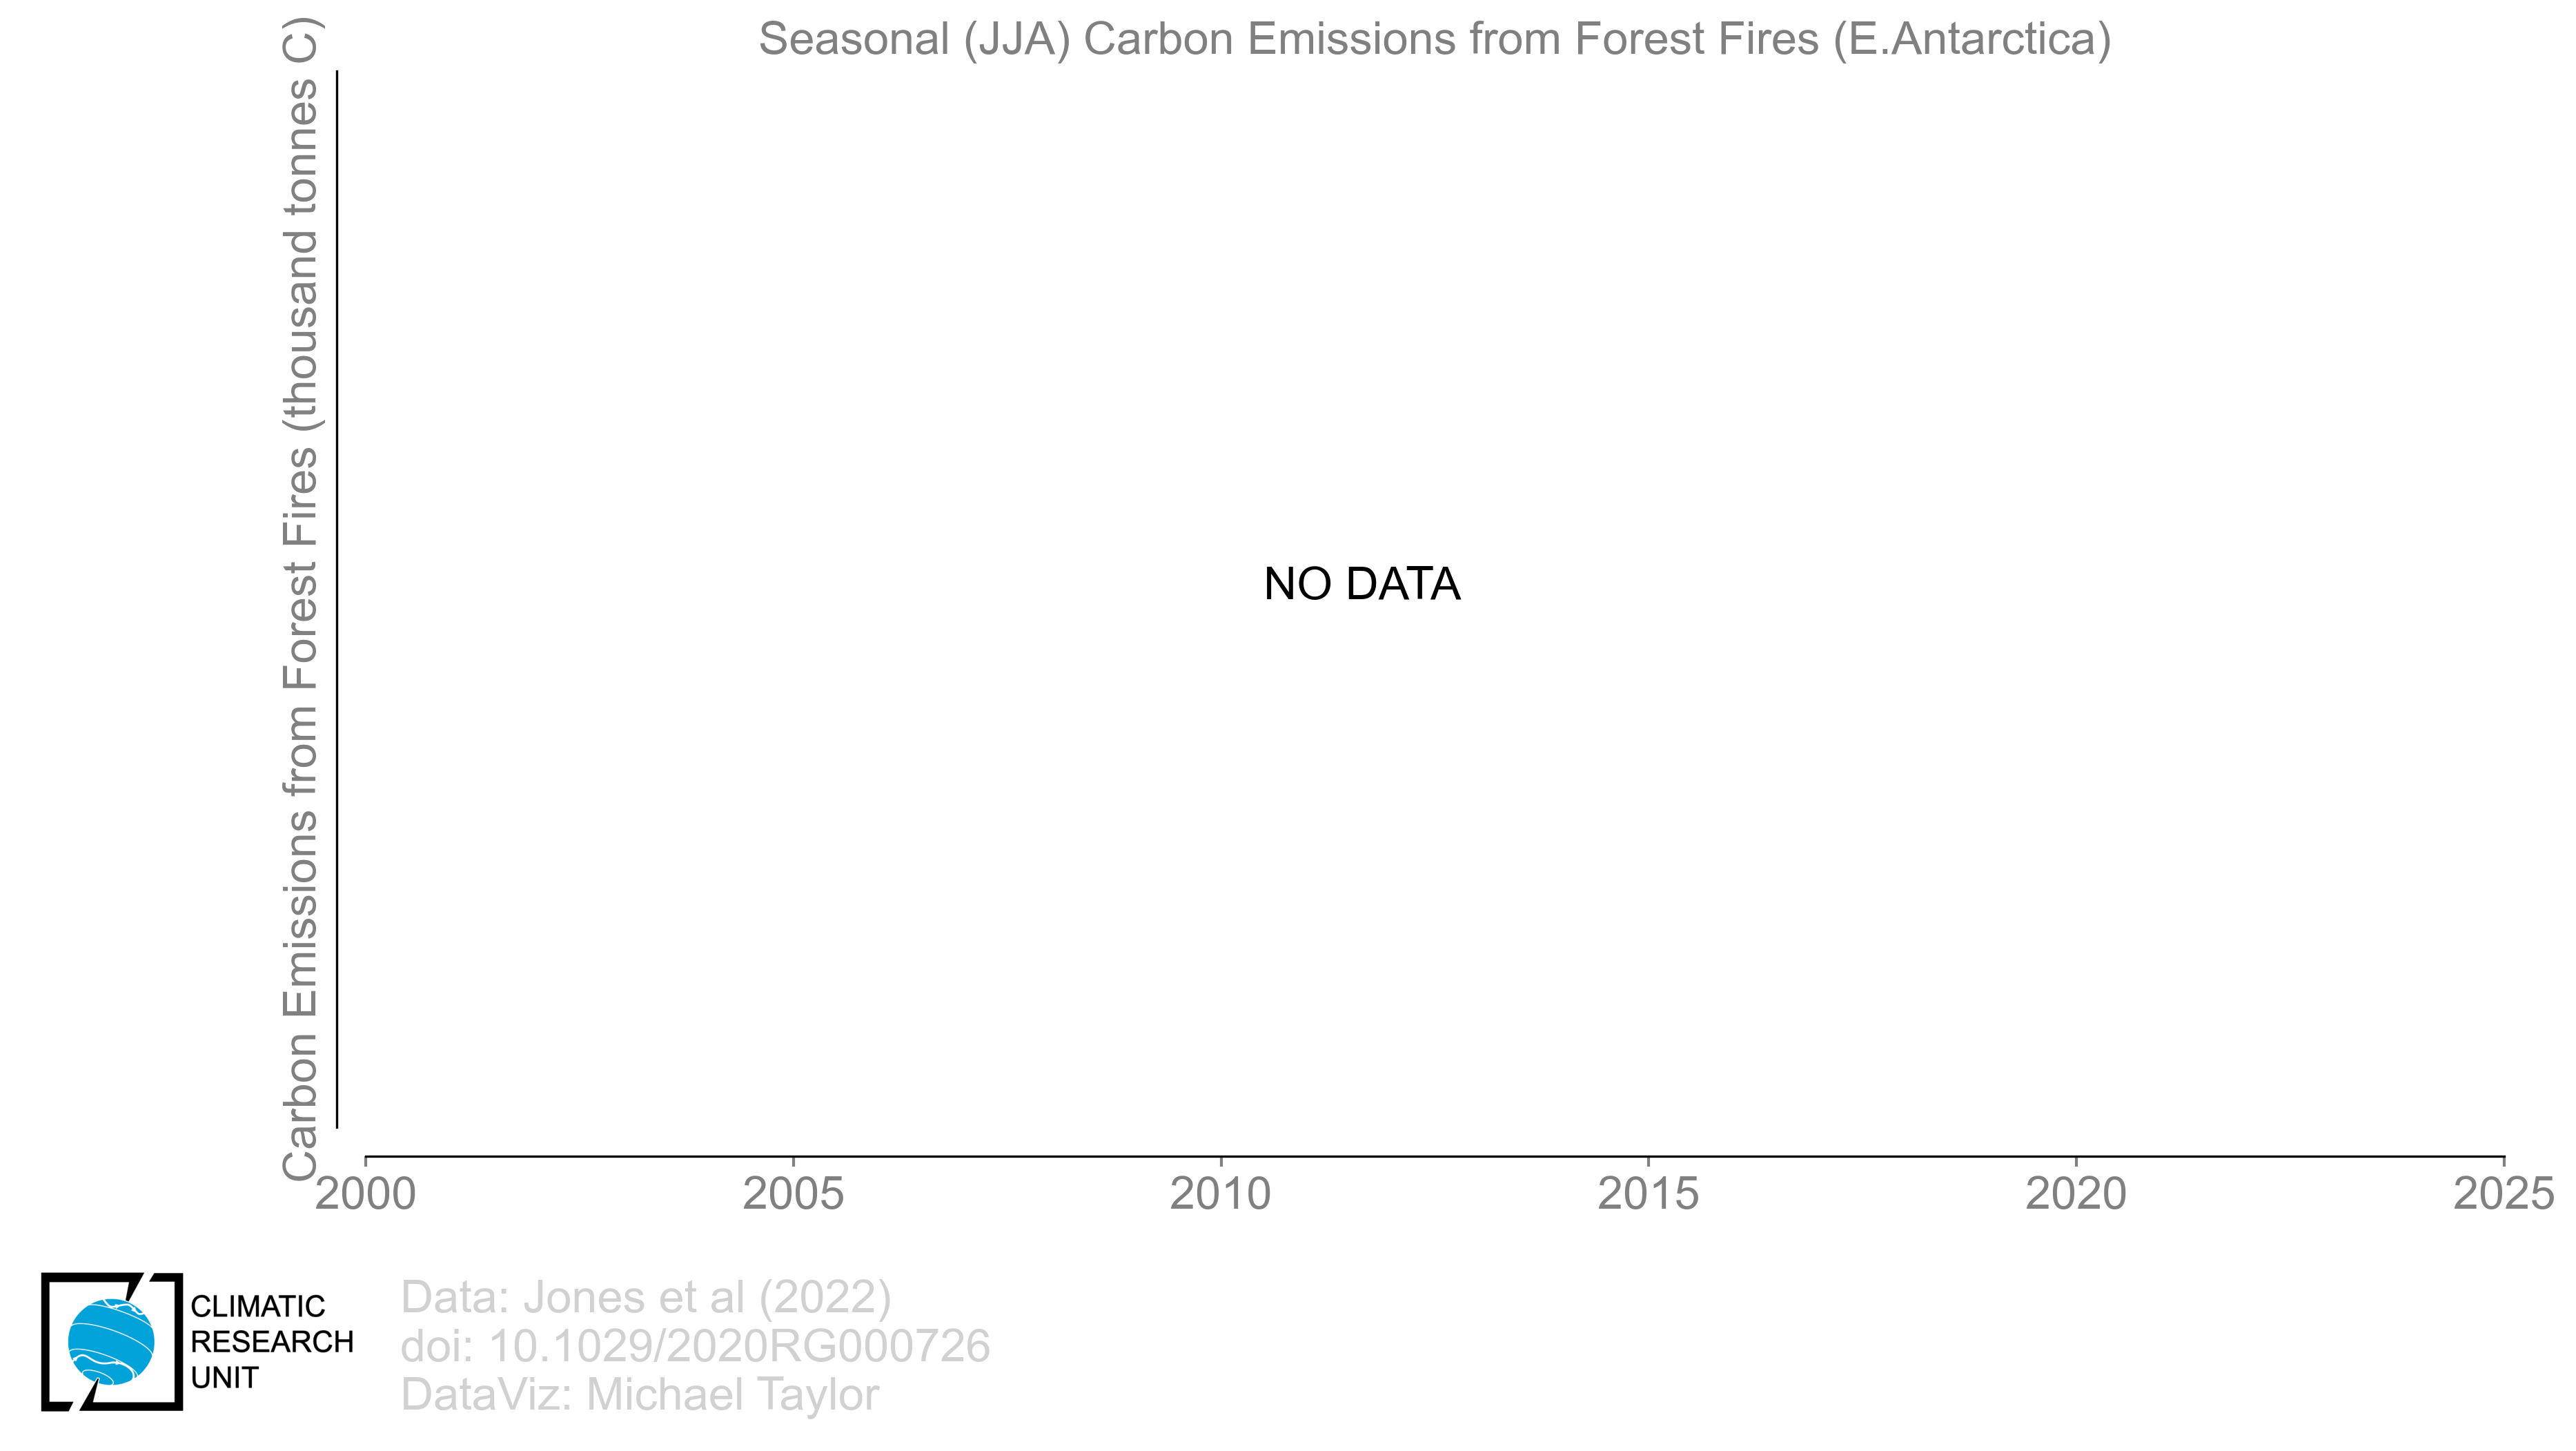 Seasonal (JJA) Carbon Emissions from Forest Fires (E.Antarctica)
Carbon Emissions from Forest Fires (thousand tonnes C)
NO DATA
2000 2005 2010 2015 2020 2025
CLIMATIC
RESEARCH
UNIT
Data: Jones et al (2022)
doi: 10.1029/2020RG000726
DataViz: Michael Taylor